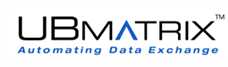 UBMATRIX™
Automating Data Exchange